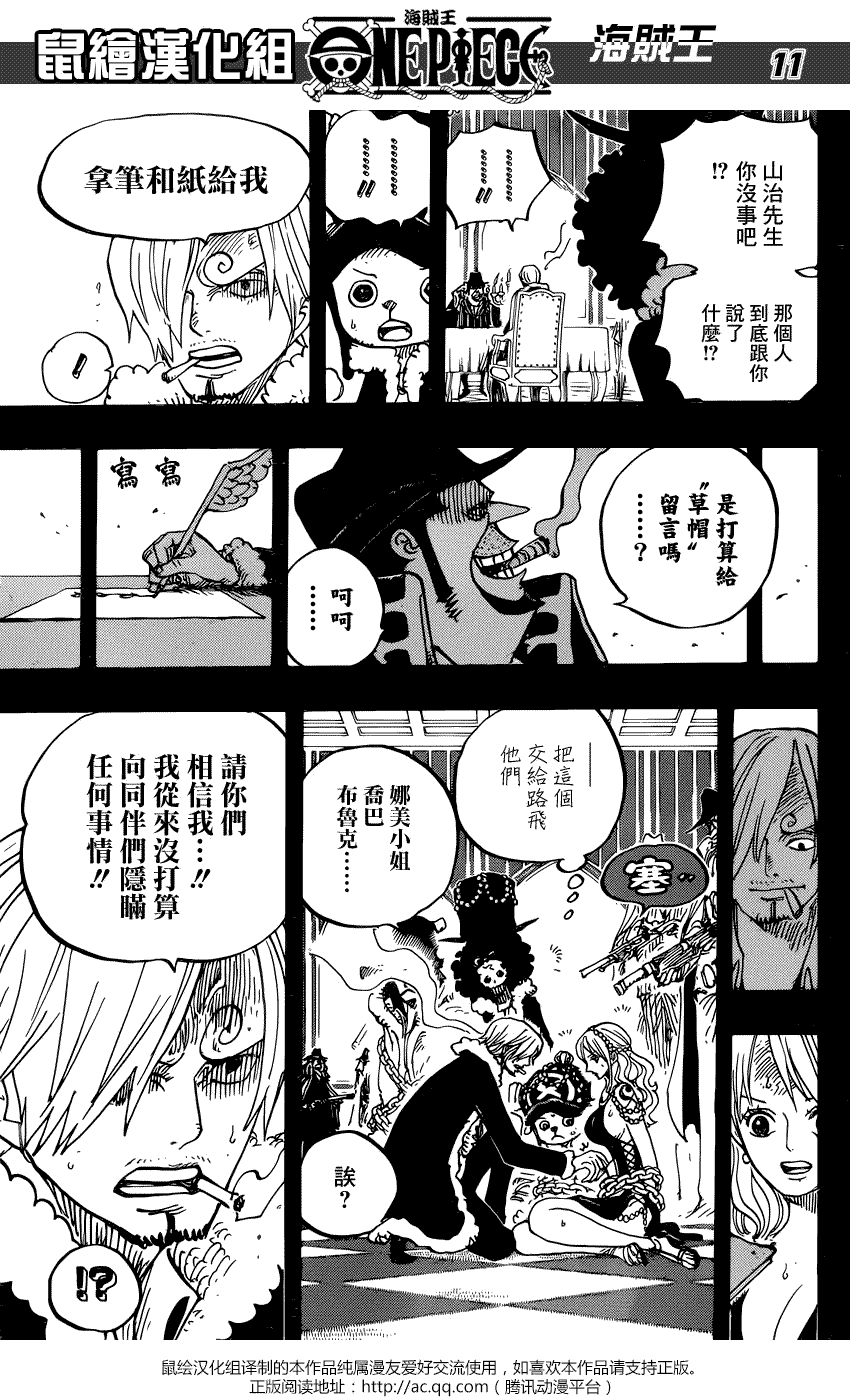 鼠繪漢化組
海賊王
ONE PIECE
海賊王
11
山治先生
你沒事吧
!?
那個人
到底跟你
說了
什麼!?
………!!
………!!
拿筆和紙給我
!
是打算給
"草帽"
留言嗎
……?
呵呵
……
寫
寫
把這個
交給路飛
他們
塞
娜美小姐
喬巴
布魯克……
誒?
請你們
相信我…!!
我從來沒打算
向同伴們隱瞞
任何事情!!
!?
鼠绘汉化组译制的本作品纯属漫友爱好交流使用，如喜欢本作品请支持正版。
正版阅读地址：http://ac.qq.com（腾讯动漫平台）